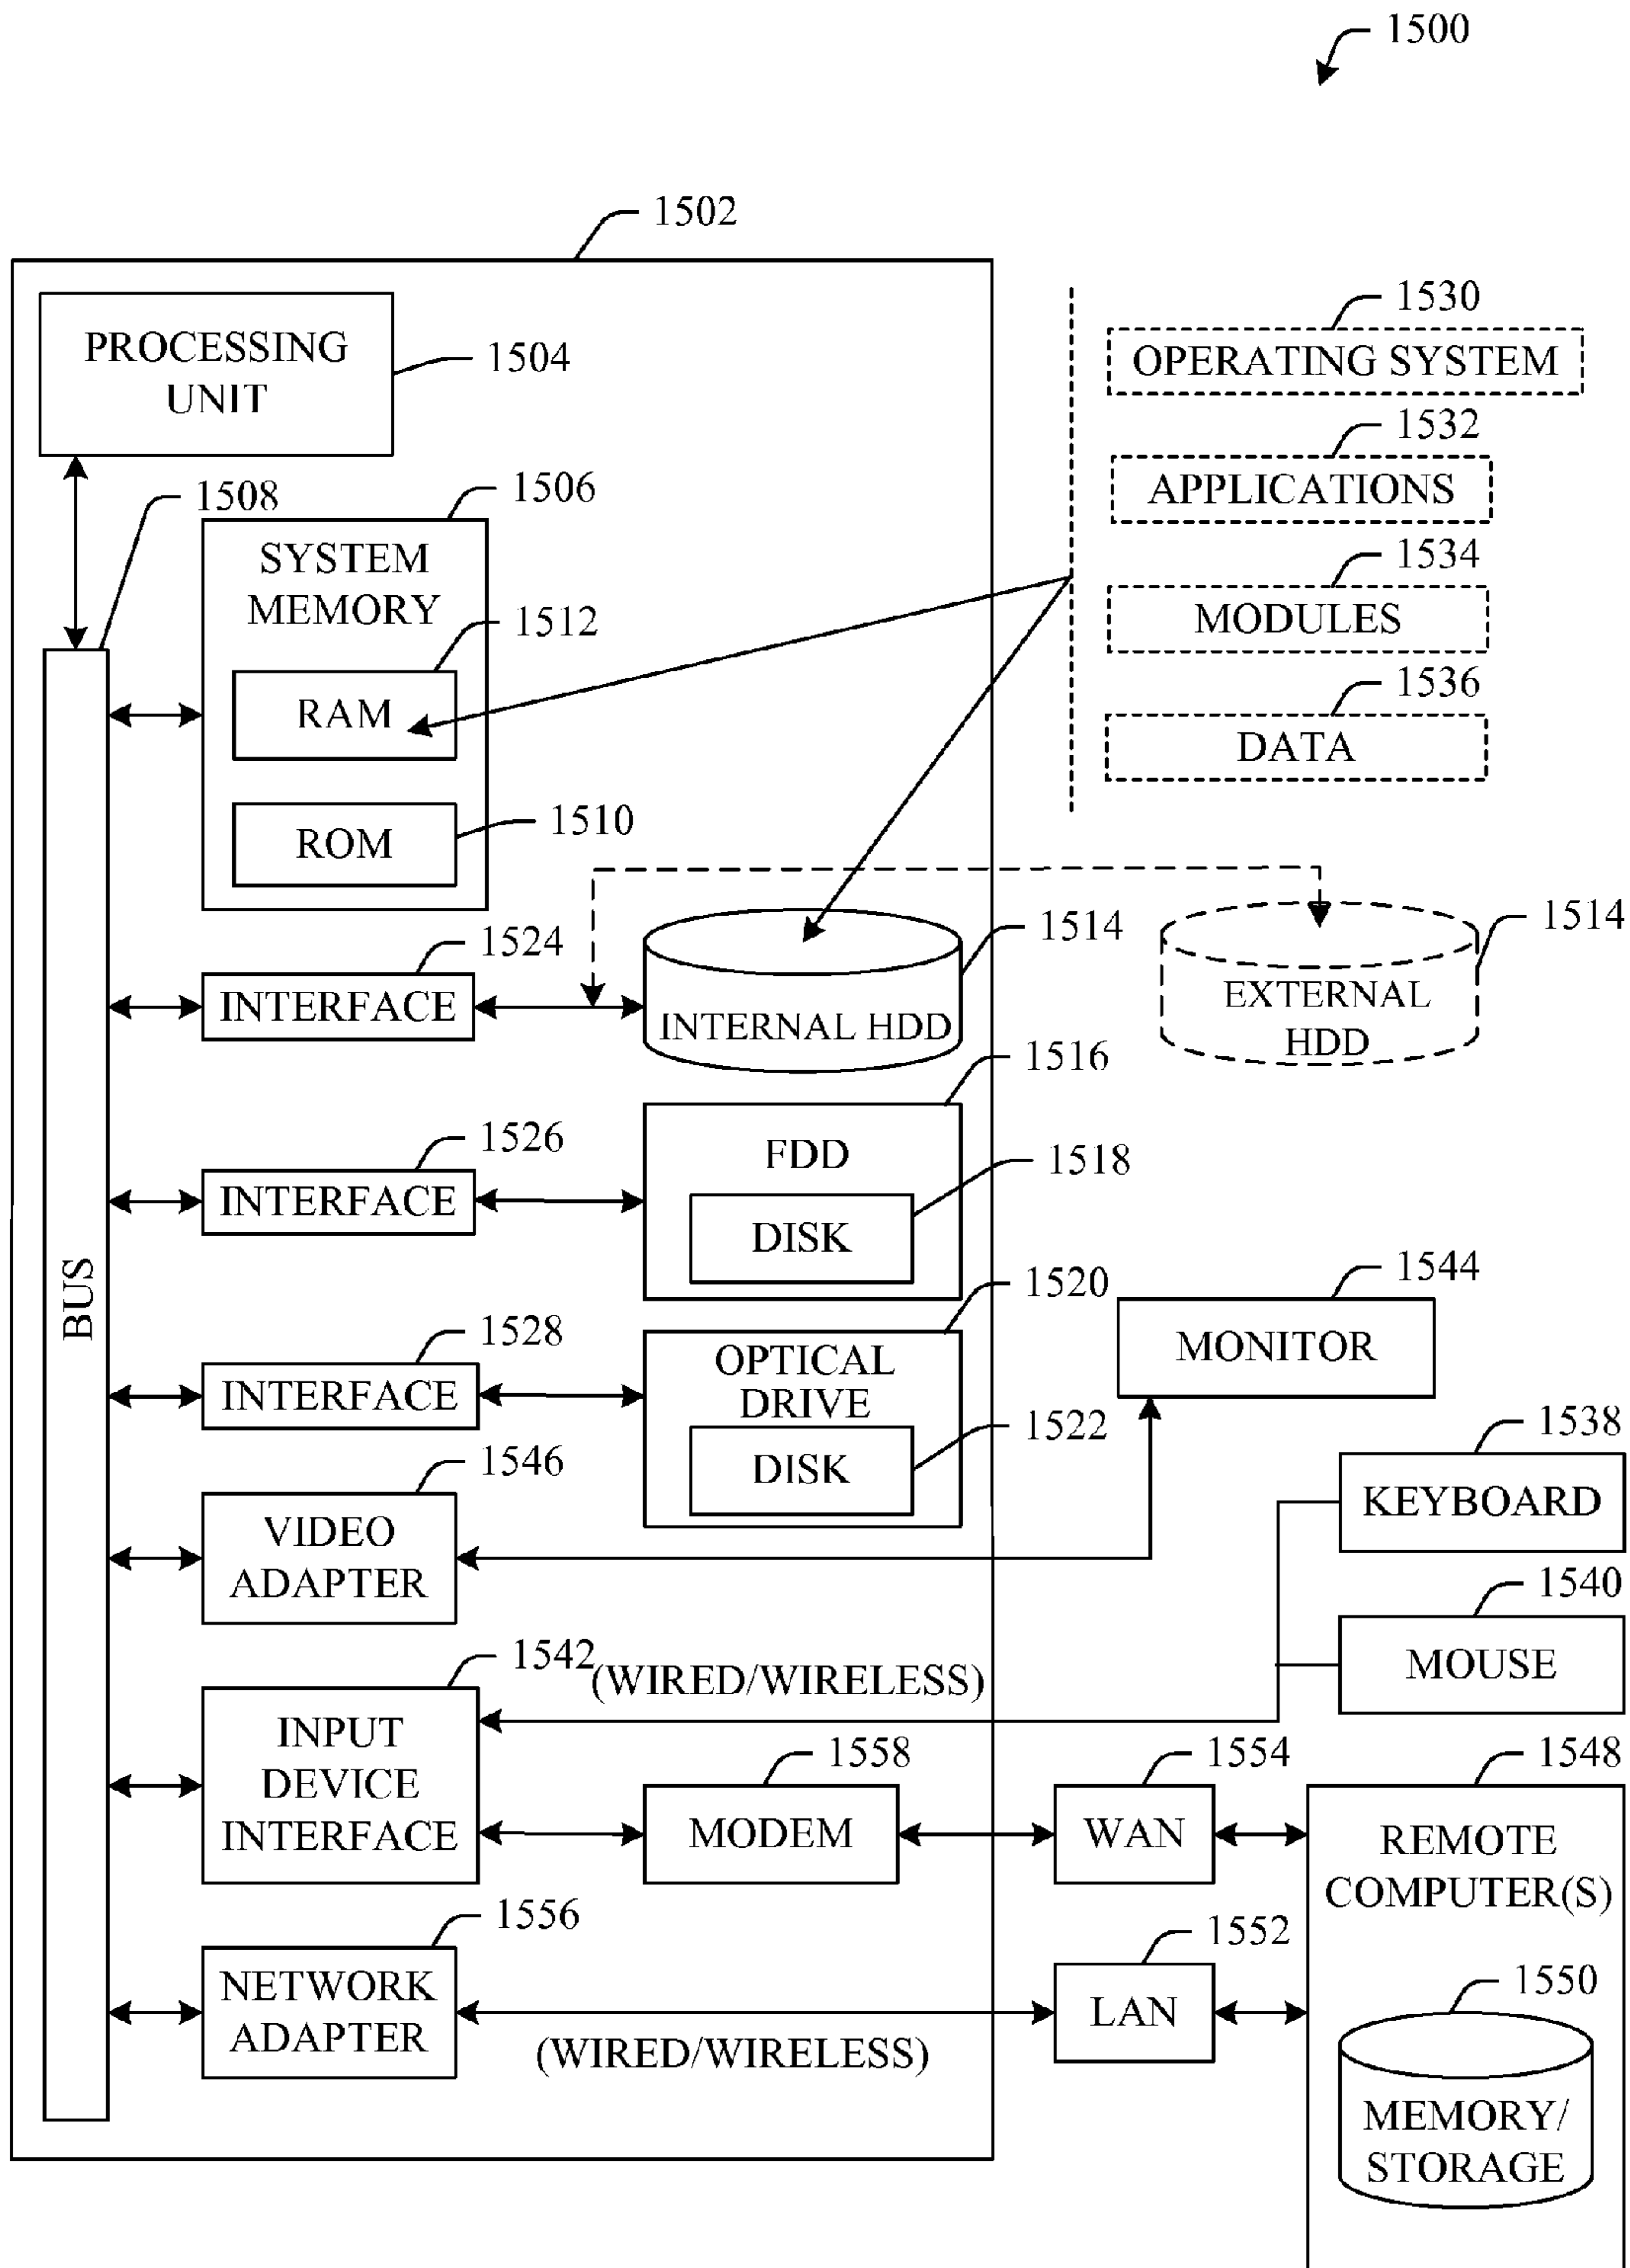 1500
1502
PROCESSING
UNIT
1504
1530
OPERATING SYSTEM
1532
APPLICATIONS
1534
MODULES
1536
DATA
1508
1506
SYSTEM
MEMORY
1512
RAM
1510
ROM
1524
INTERFACE
1514
INTERNAL HDD
1514
EXTERNAL
HDD
1516
FDD
1526
INTERFACE
1518
DISK
BUS
1520
OPTICAL
DRIVE
1528
INTERFACE
1522
DISK
1544
MONITOR
1546
VIDEO
ADAPTER
1538
KEYBOARD
1540
MOUSE
1542
(WIRED/WIRELESS)
INPUT
DEVICE
INTERFACE
1558
MODEM
1554
WAN
1548
REMOTE
COMPUTER(S)
1556
NETWORK
ADAPTER
(WIRED/WIRELESS)
1552
LAN
1550
MEMORY/
STORAGE